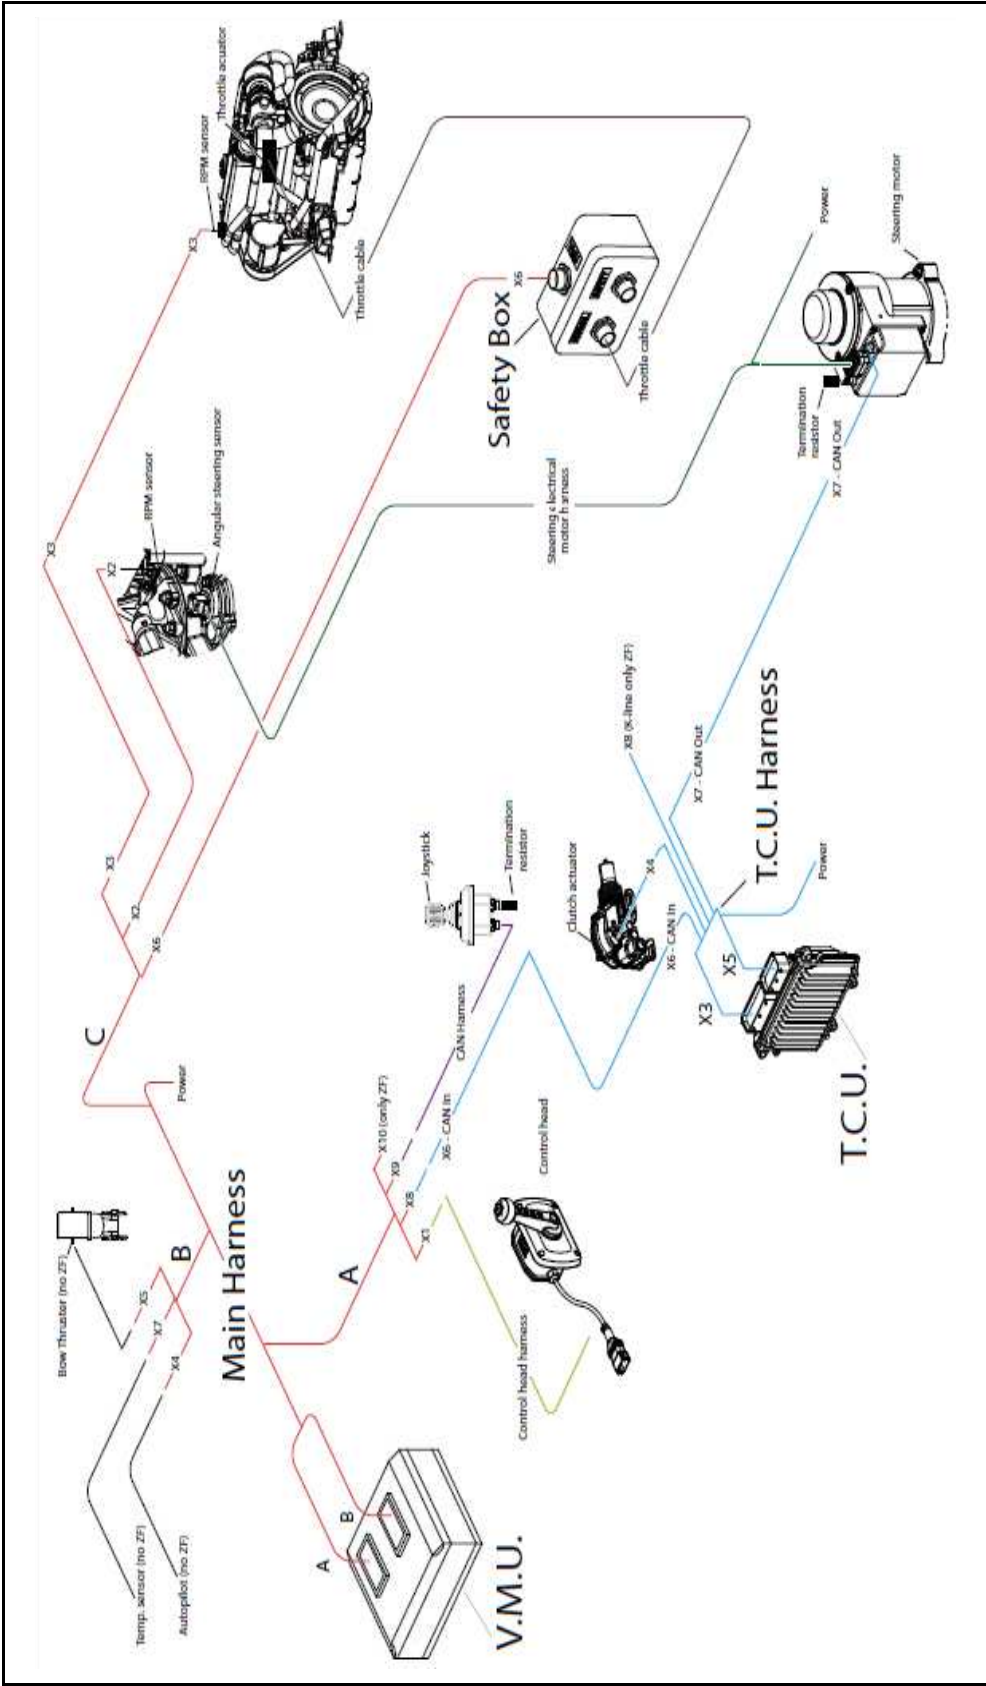 Temp. sensor (no ZF)
Autopilot (no ZF)
Bow Thruster (no ZF)
X5
X7
X4
B
Main Harness
Power
C
X3
X2
X6
X3
X2
RPM sensor
Angular steering sensor
X3
RPM sensor
Throttle acuator
Throttle cable
X6
Safety Box
Throttle cable
Steering electrical
motor harness
Power
Steering motor
Termination
resistor
X7 - CAN Out
A
X10 (only ZF)
X9
X8
X1
CAN Harness
X6 - CAN In
Joystick
Termination
resistor
Control head
Control head harness
A
B
V.M.U.
Clutch actuator
X4
X6 - CAN In
X8 (K-line only ZF)
X7 - CAN Out
T.C.U. Harness
Power
X5
X3
T.C.U.